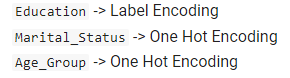 Education -> Label Encoding
Marital_Status -> One Hot Encoding
Age_Group -> One Hot Encoding